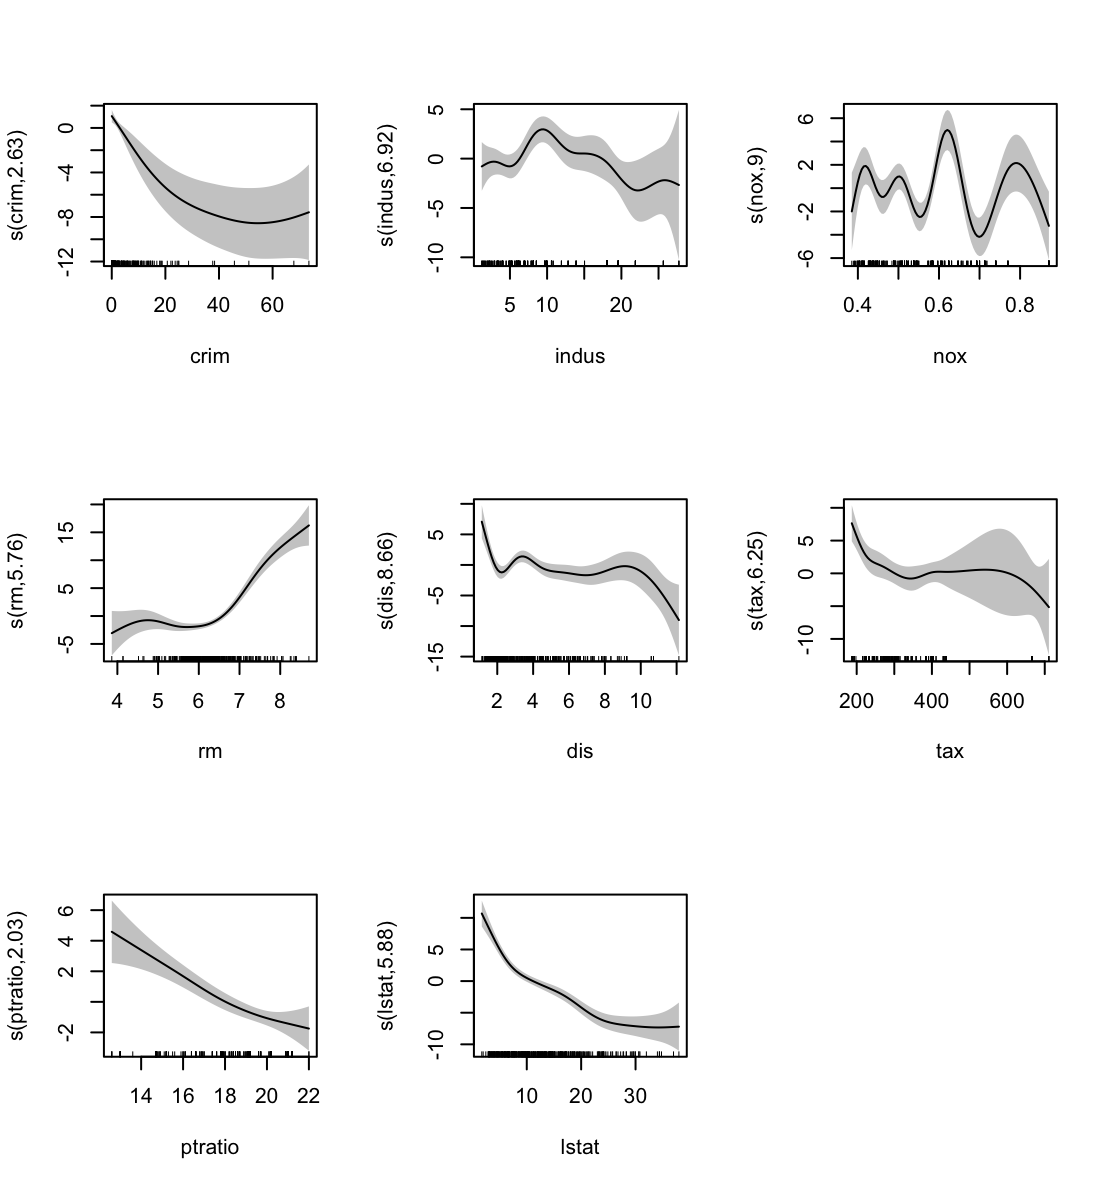 s(crim,2.63)
0
-4
-8
-12
0 20 40 60
crim
s(indus,6.92)
5
0
-5
-10
5 10 20
indus
s(nox,9)
6
2
-2
-6
0.4 0.6 0.8
nox
s(rm,5.76)
15
5
-5
4 5 6 7 8
rm
s(dis,8.66)
5
-5
-15
2 4 6 8 10
dis
s(tax,6.25)
5
0
-10
200 400 600
tax
s(ptratio,2.03)
6
4
2
-2
14 16 18 20 22
ptratio
s(lstat,5.88)
5
0
-10
10 20 30
lstat